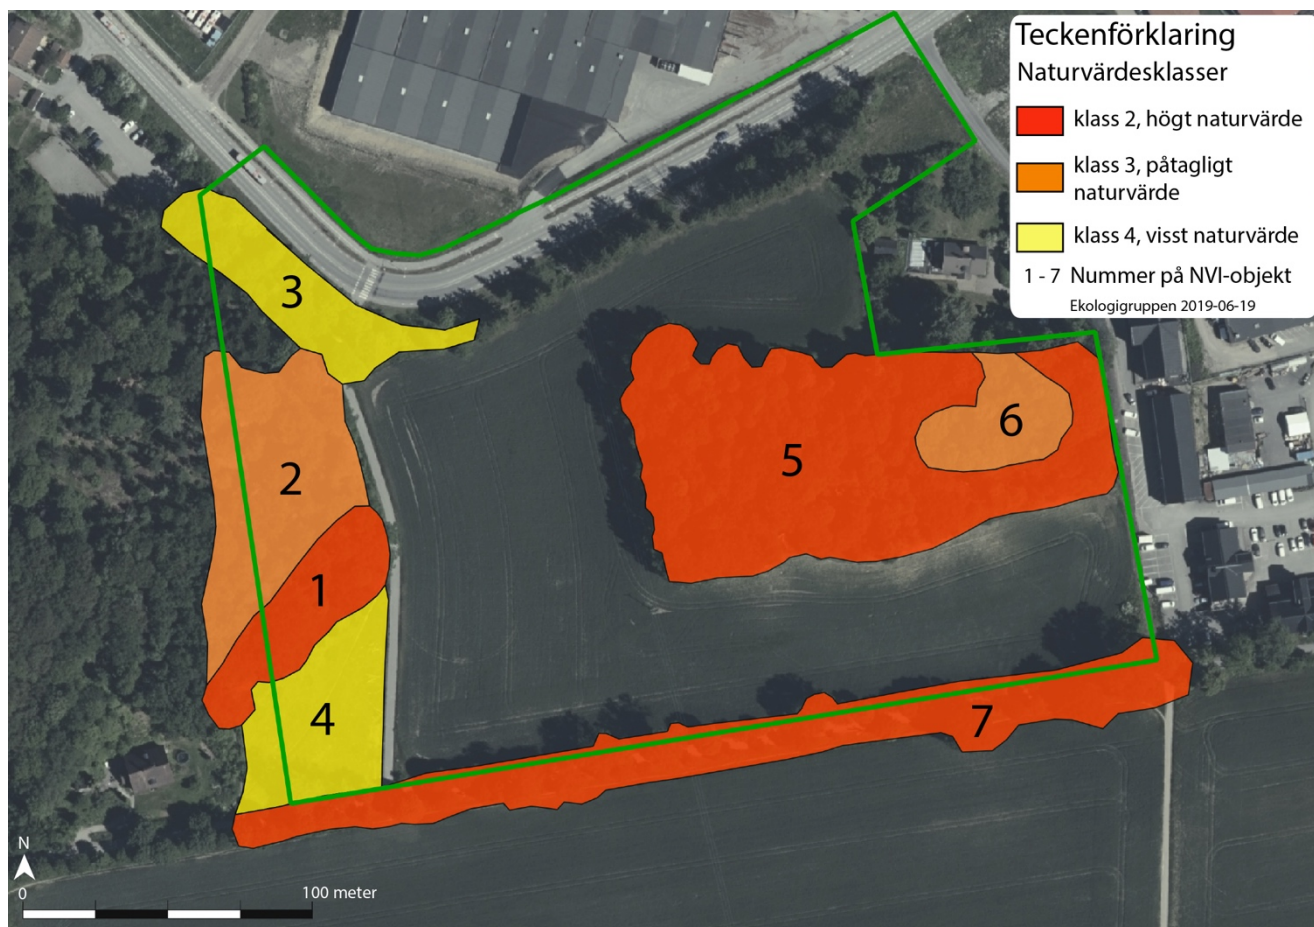 Teckenförklaring
Naturvärdesklasser
klass 2, högt naturvärde
klass 3, påtagligt
naturvärde
klass 4, visst naturvärde
1 - 7 Nummer på NVI-objekt
Ekologigruppen 2019-06-19
3
2
5
6
1
4
7
N
0
100 meter